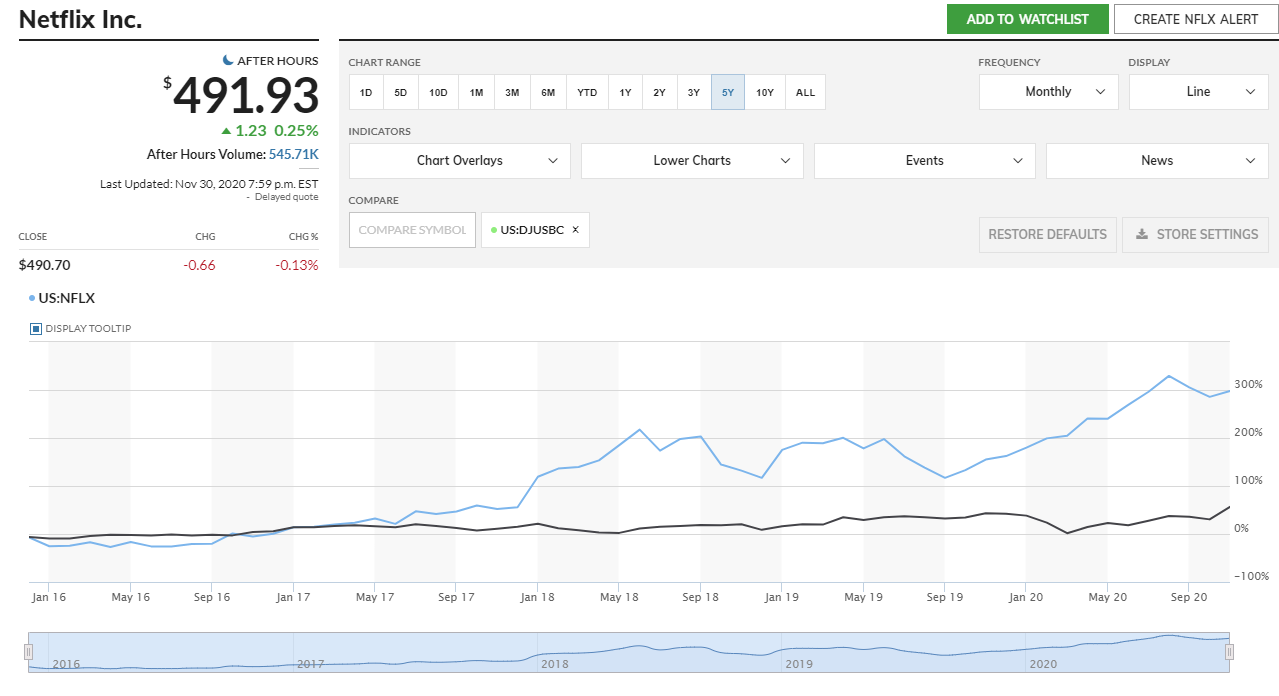 Netflix Inc.
ADD TO WATCHLIST
CREATE NFLX ALERT
AFTER HOURS
$491.93
1.23 0.25%
After Hours Volume: 545.71K
Last Updated: Nov 30, 2020 7:59 p.m. EST
- Delayed quote
CLOSE CHG CHG %
$490.70 -0.66 -0.13%
CHART RANGE
1D 5D 10D 1M 3M 6M YTD 1Y 2Y 3Y 5Y 10Y ALL
FREQUENCY
Monthly
DISPLAY
Line
INDICATORS
Chart Overlays
Lower Charts
Events
News
COMPARE
COMPARE SYMBOL
US:DJUSBC x
RESTORE DEFAULTS
STORE SETTINGS
US:NFLX
DISPLAY TOOLTIP
300%
200%
100%
0%
-100%
Jan 16 May 16 Sep 16 Jan 17 May 17 Sep 17 Jan 18 May 18 Sep 18 Jan 19 May 19 Sep 19 Jan 20 May 20 Sep 20
2016 2017 2018 2019 2020